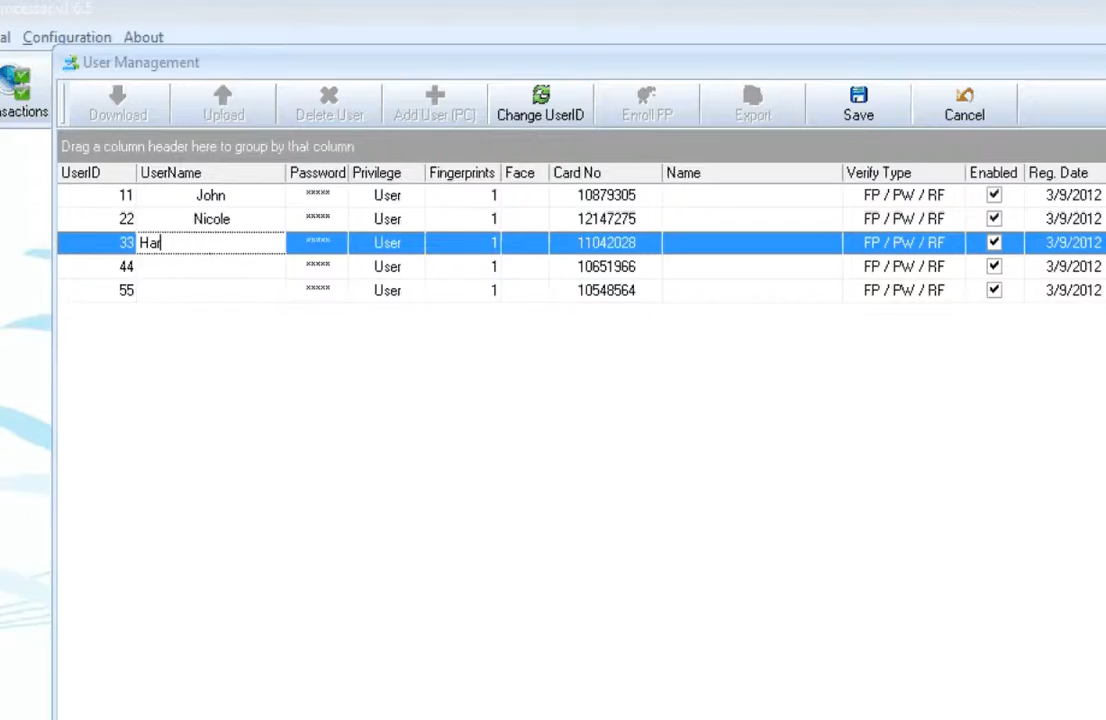 v1.6.5
al Configuration About
User Management
nsactions
Download Upload Delete User Add User (PC) Change UserID Enroll FP Export Save Cancel
Drag a column header here to group by that column
UserID UserName Password Privilege Fingerprints Face Card No Name Verify Type Enabled Reg. Date
11 John ***** User 1 10879305 FP / PW / RF 3/9/2012
22 Nicole ***** User 1 12147275 FP / PW / RF 3/9/2012
33 Har ***** User 1 11042028 FP / PW / RF 3/9/2012
44 ***** User 1 10651966 FP / PW / RF 3/9/2012
55 ***** User 1 10548564 FP / PW / RF 3/9/2012